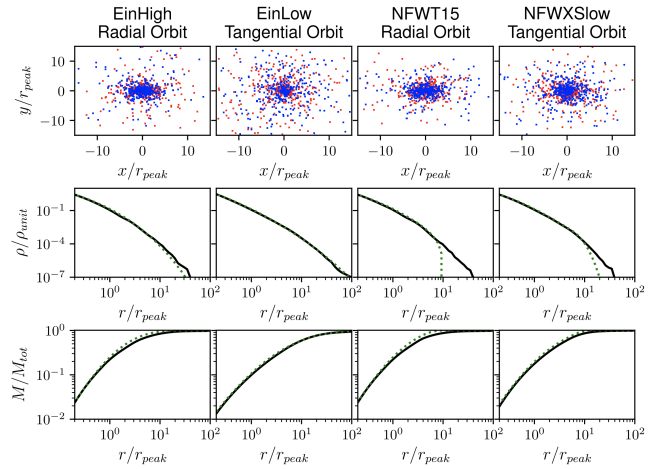 EinHigh
Radial Orbit
EinLow
Tangential Orbit
NFWT15
Radial Orbit
NFWXSlow
Tangential Orbit
y/r_peak
10
0
−10
−10 0 10
−10 0 10
−10 0 10
−10 0 10
x/r_peak
x/r_peak
x/r_peak
x/r_peak
ρ/ρ_unit
10^−1
10^−4
10^−7
10^0 10^1 10^2
10^0 10^1 10^2
10^0 10^1 10^2
10^0 10^1 10^2
r/r_peak
r/r_peak
r/r_peak
r/r_peak
M/M_tot
10^0
10^−1
10^−2
10^0 10^1 10^2
10^0 10^1 10^2
10^0 10^1 10^2
10^0 10^1 10^2
r/r_peak
r/r_peak
r/r_peak
r/r_peak